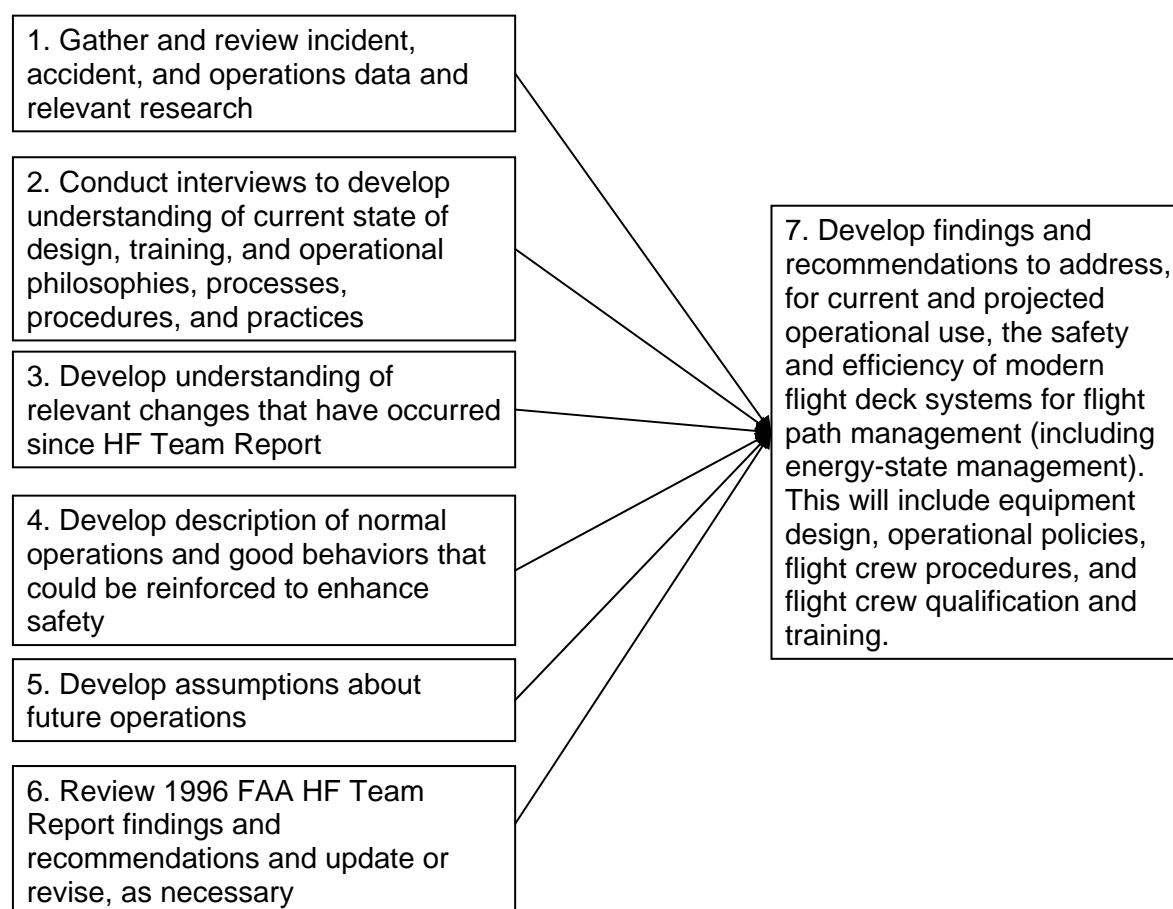 1. Gather and review incident,
accident, and operations data and
relevant research
2. Conduct interviews to develop
understanding of current state of
design, training, and operational
philosophies, processes,
procedures, and practices
3. Develop understanding of
relevant changes that have occurred
since HF Team Report
4. Develop description of normal
operations and good behaviors that
could be reinforced to enhance
safety
5. Develop assumptions about
future operations
6. Review 1996 FAA HF Team
Report findings and
recommendations and update or
revise, as necessary
7. Develop findings and
recommendations to address,
for current and projected
operational use, the safety
and efficiency of modern
flight deck systems for flight
path management (including
energy-state management).
This will include equipment
design, operational policies,
flight crew procedures, and
flight crew qualification and
training.